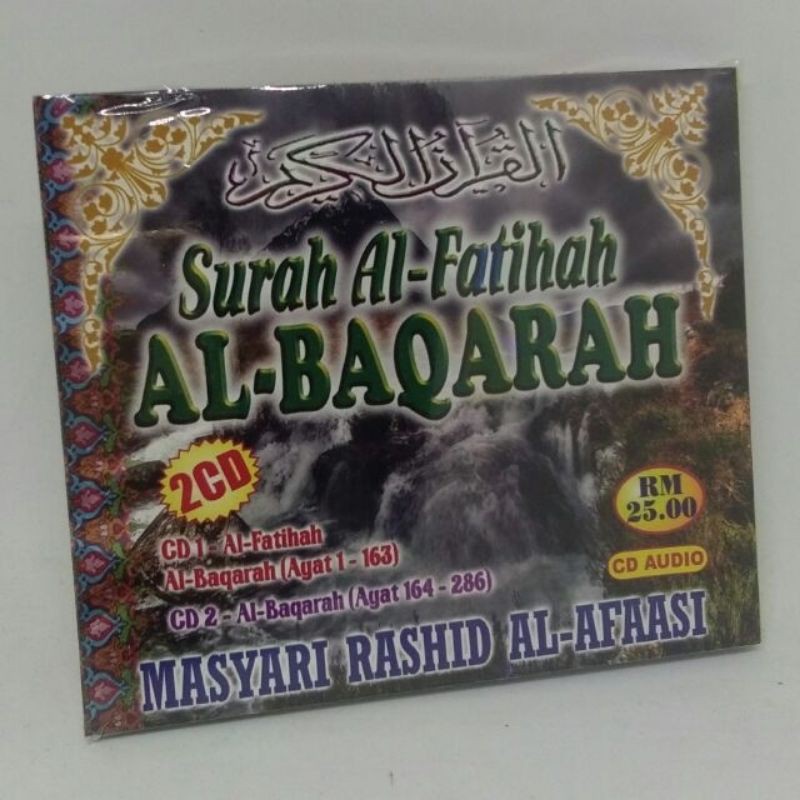 القرآن الكريم
Surah Al-Fatihah
AL-BAQARAH
2CD
CD 1 - Al-Fatihah
Al-Baqarah (Ayat 1 - 163)
CD 2 - Al-Baqarah (Ayat 164 - 286)
RM
25.00
CD AUDIO
MASYARI RASHID AL-AFAASI